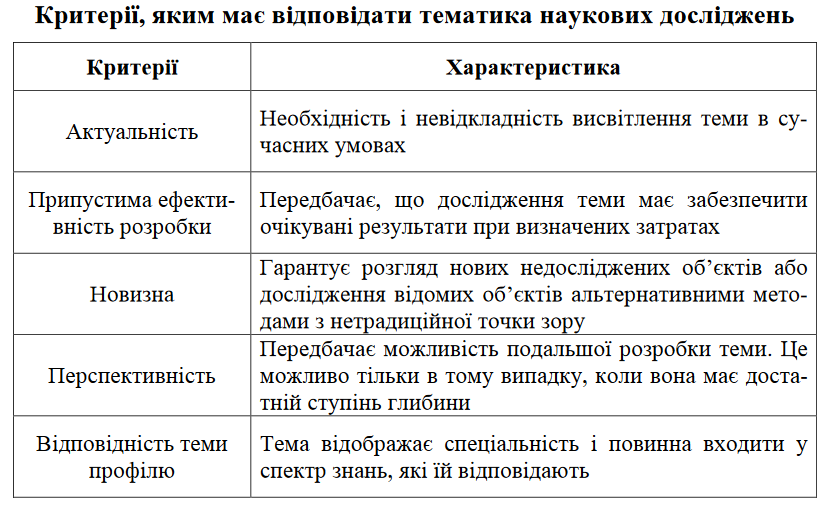 Критерії, яким має відповідати тематика наукових досліджень
Критерії
Характеристика
Актуальність
Необхідність і невідкладність висвітлення теми в су-
часних умовах
Припустима ефекти-
вність розробки
Передбачає, що дослідження теми має забезпечити
очікувані результати при визначених затратах
Новизна
Гарантує розгляд нових недосліджених об’єктів або
дослідження відомих об’єктів альтернативними мето-
дами з нетрадиційної точки зору
Перспективність
Передбачає можливість подальшої розробки теми. Це
можливо тільки в тому випадку, коли вона має доста-
тній ступінь глибини
Відповідність теми
профілю
Тема відображає спеціальність і повинна входити у
спектр знань, які їй відповідають